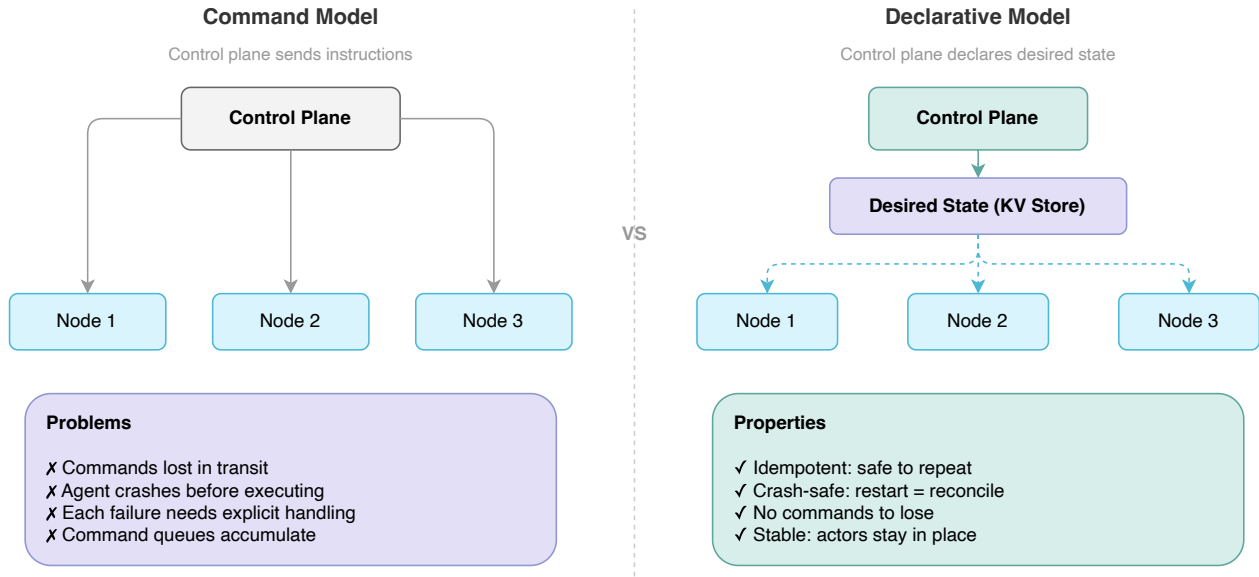 Command Model
Control plane sends instructions
Control Plane
Node 1
Node 2
Node 3
Problems
✗ Commands lost in transit
✗ Agent crashes before executing
✗ Each failure needs explicit handling
✗ Command queues accumulate
VS
Declarative Model
Control plane declares desired state
Control Plane
Desired State (KV Store)
Node 1
Node 2
Node 3
Properties
✓ Idempotent: safe to repeat
✓ Crash-safe: restart = reconcile
✓ No commands to lose
✓ Stable: actors stay in place